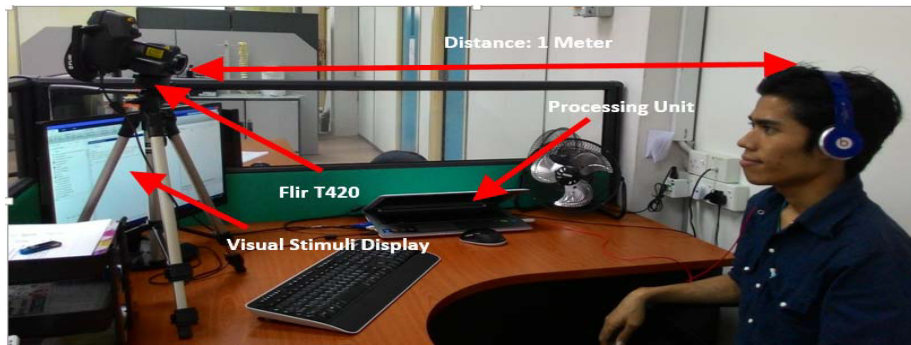 Distance: 1 Meter
Processing Unit
Flir T420
Visual Stimuli Display